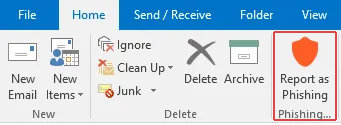 File Home Send / Receive Folder View
New Email
New Items
Ignore
Clean Up
Junk
Delete
Archive
Report as Phishing
New
Delete
Phishing...